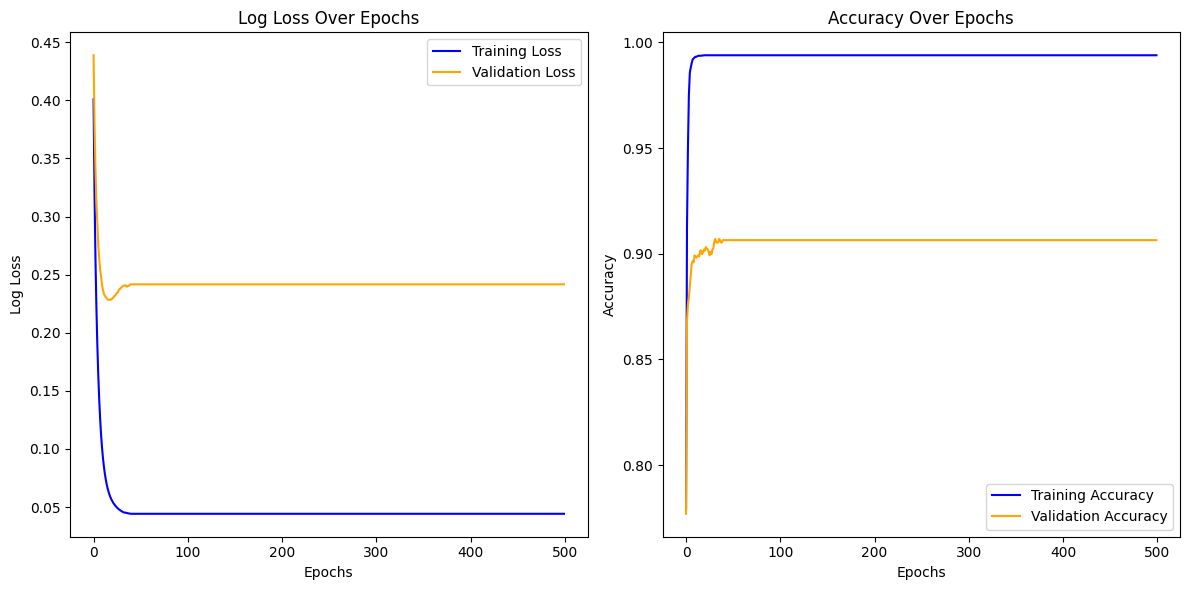 Log Loss Over Epochs
0.45
0.40
0.35
0.30
0.25
0.20
0.15
0.10
0.05
Log Loss
Training Loss
Validation Loss
0 100 200 300 400 500
Epochs
Accuracy Over Epochs
1.00
0.95
0.90
0.85
0.80
Accuracy
Training Accuracy
Validation Accuracy
0 100 200 300 400 500
Epochs